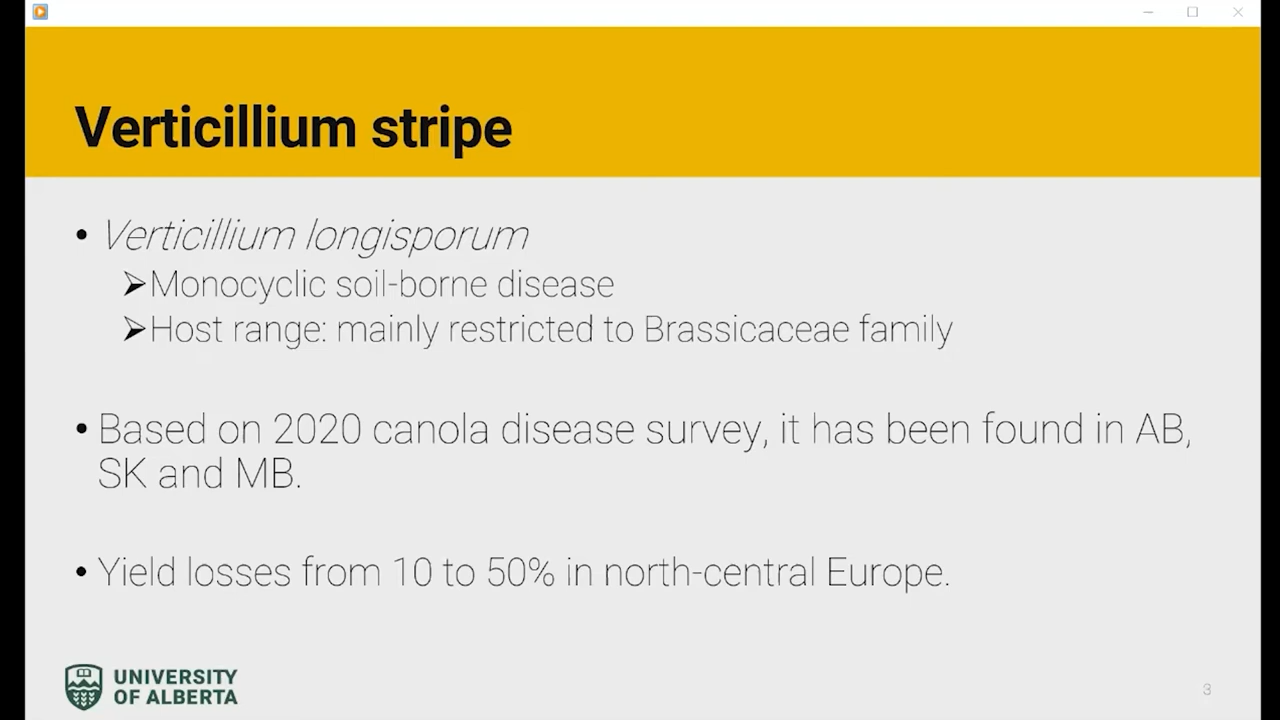 Verticillium stripe
• Verticillium longisporum
➢Monocyclic soil-borne disease
➢Host range: mainly restricted to Brassicaceae family
• Based on 2020 canola disease survey, it has been found in AB,
SK and MB.
• Yield losses from 10 to 50% in north-central Europe.
UNIVERSITY
OF ALBERTA
3